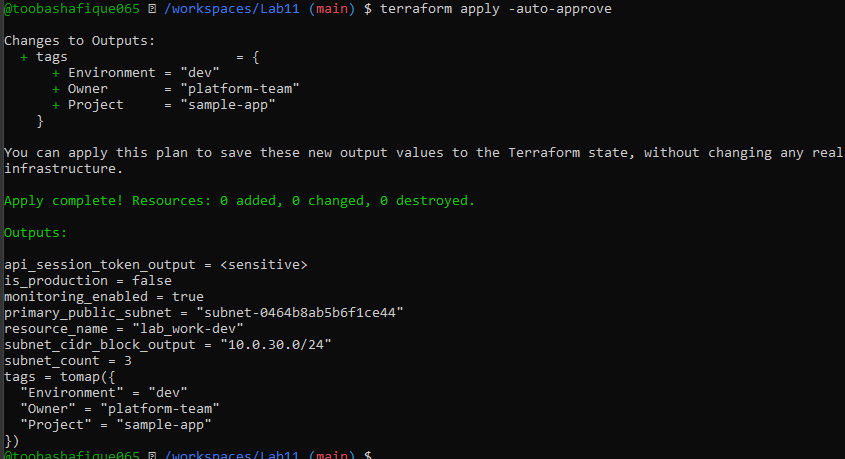 @toobashafique065 /workspaces/Lab11 (main) $ terraform apply -auto-approve
Changes to Outputs:
+ tags = {
+ Environment = "dev"
+ Owner = "platform-team"
+ Project = "sample-app"
}
You can apply this plan to save these new output values to the Terraform state, without changing any real
infrastructure.
Apply complete! Resources: 0 added, 0 changed, 0 destroyed.
Outputs:
api_session_token_output = <sensitive>
is_production = false
monitoring_enabled = true
primary_public_subnet = "subnet-0464b8ab5b6f1ce44"
resource_name = "lab_work-dev"
subnet_cidr_block_output = "10.0.30.0/24"
subnet_count = 3
tags = tomap({
"Environment" = "dev"
"Owner" = "platform-team"
"Project" = "sample-app"
})
@toobashafique065 /workspaces/Lab11 (main) $